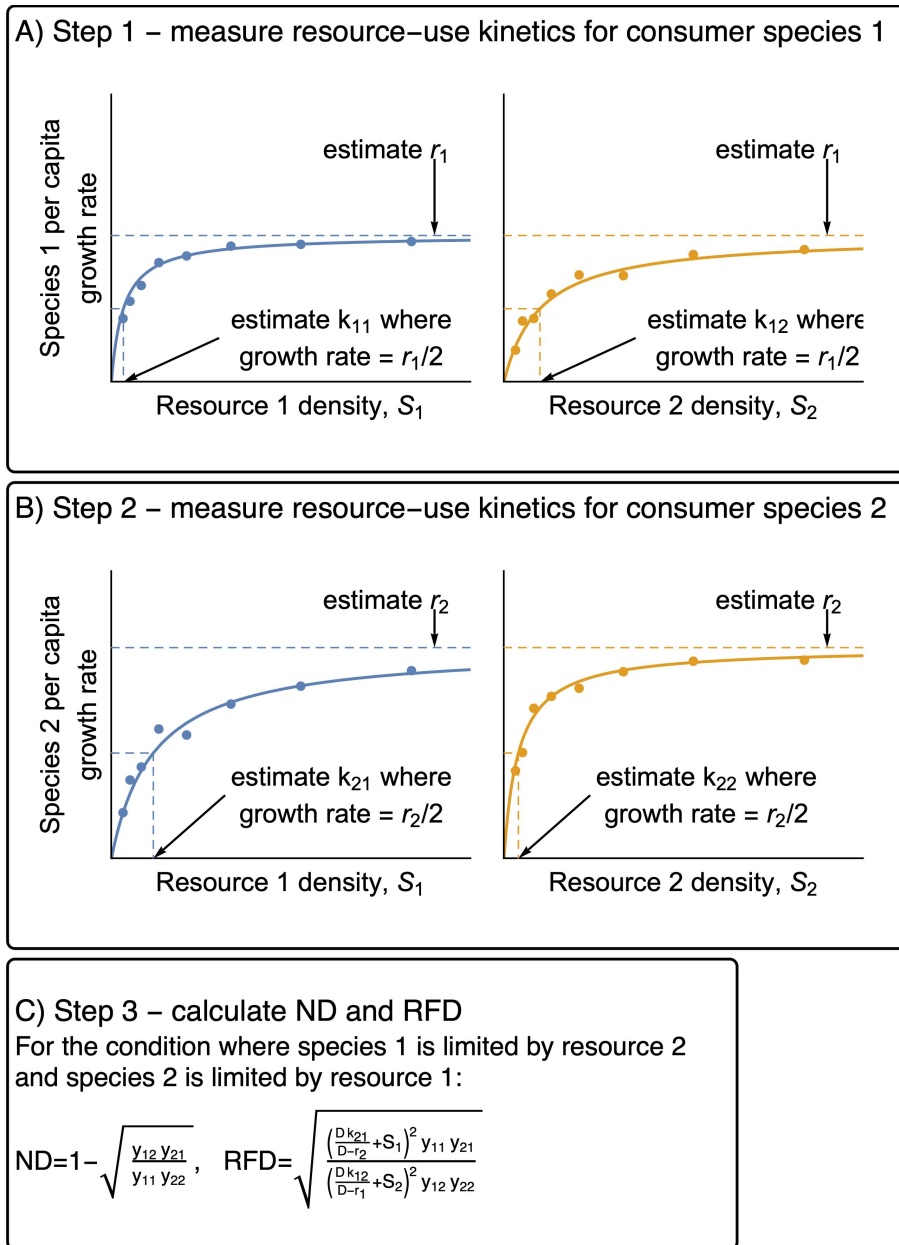 A) Step 1 – measure resource–use kinetics for consumer species 1
Species 1 per capita
growth rate
estimate r₁
estimate k₁₁ where
growth rate = r₁/2
Resource 1 density, S₁
estimate r₁
estimate k₁₂ where
growth rate = r₁/2
Resource 2 density, S₂
B) Step 2 – measure resource–use kinetics for consumer species 2
Species 2 per capita
growth rate
estimate r₂
estimate k₂₁ where
growth rate = r₂/2
Resource 1 density, S₁
estimate r₂
estimate k₂₂ where
growth rate = r₂/2
Resource 2 density, S₂
C) Step 3 – calculate ND and RFD
For the condition where species 1 is limited by resource 2
and species 2 is limited by resource 1:
ND=1−√(y₁₂ y₂₁ / y₁₁ y₂₂), RFD=√((D k₂₁/(D−r₂)+S₁)² y₁₁ y₂₁ / (D k₁₂/(D−r₁)+S₂)² y₁₂ y₂₂)